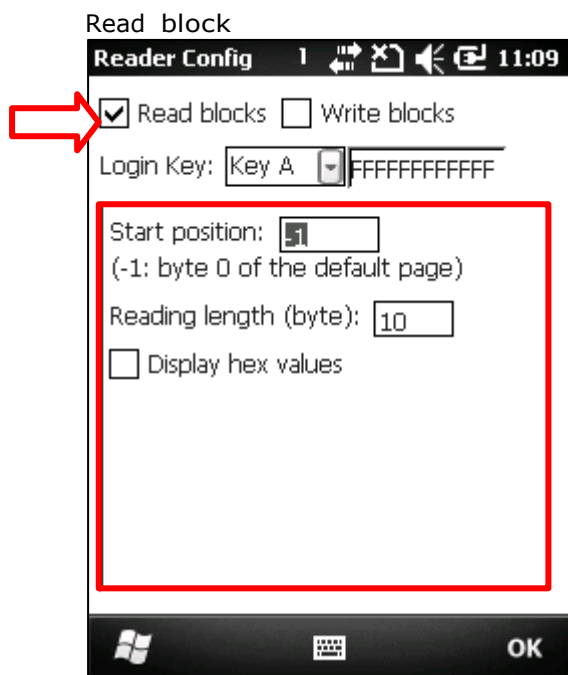 Read block
Reader Config 1 11:09
Read blocks Write blocks
Login Key: Key A FFFFFFFFFFFF
Start position: -1
(-1: byte 0 of the default page)
Reading length (byte): 10
Display hex values
OK